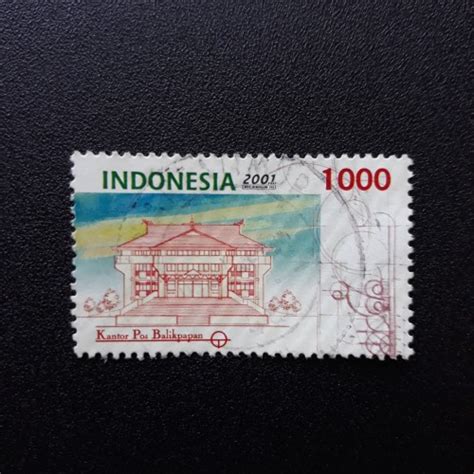 INDONESIA 2001 1000
Kantor Pos Balikpapan